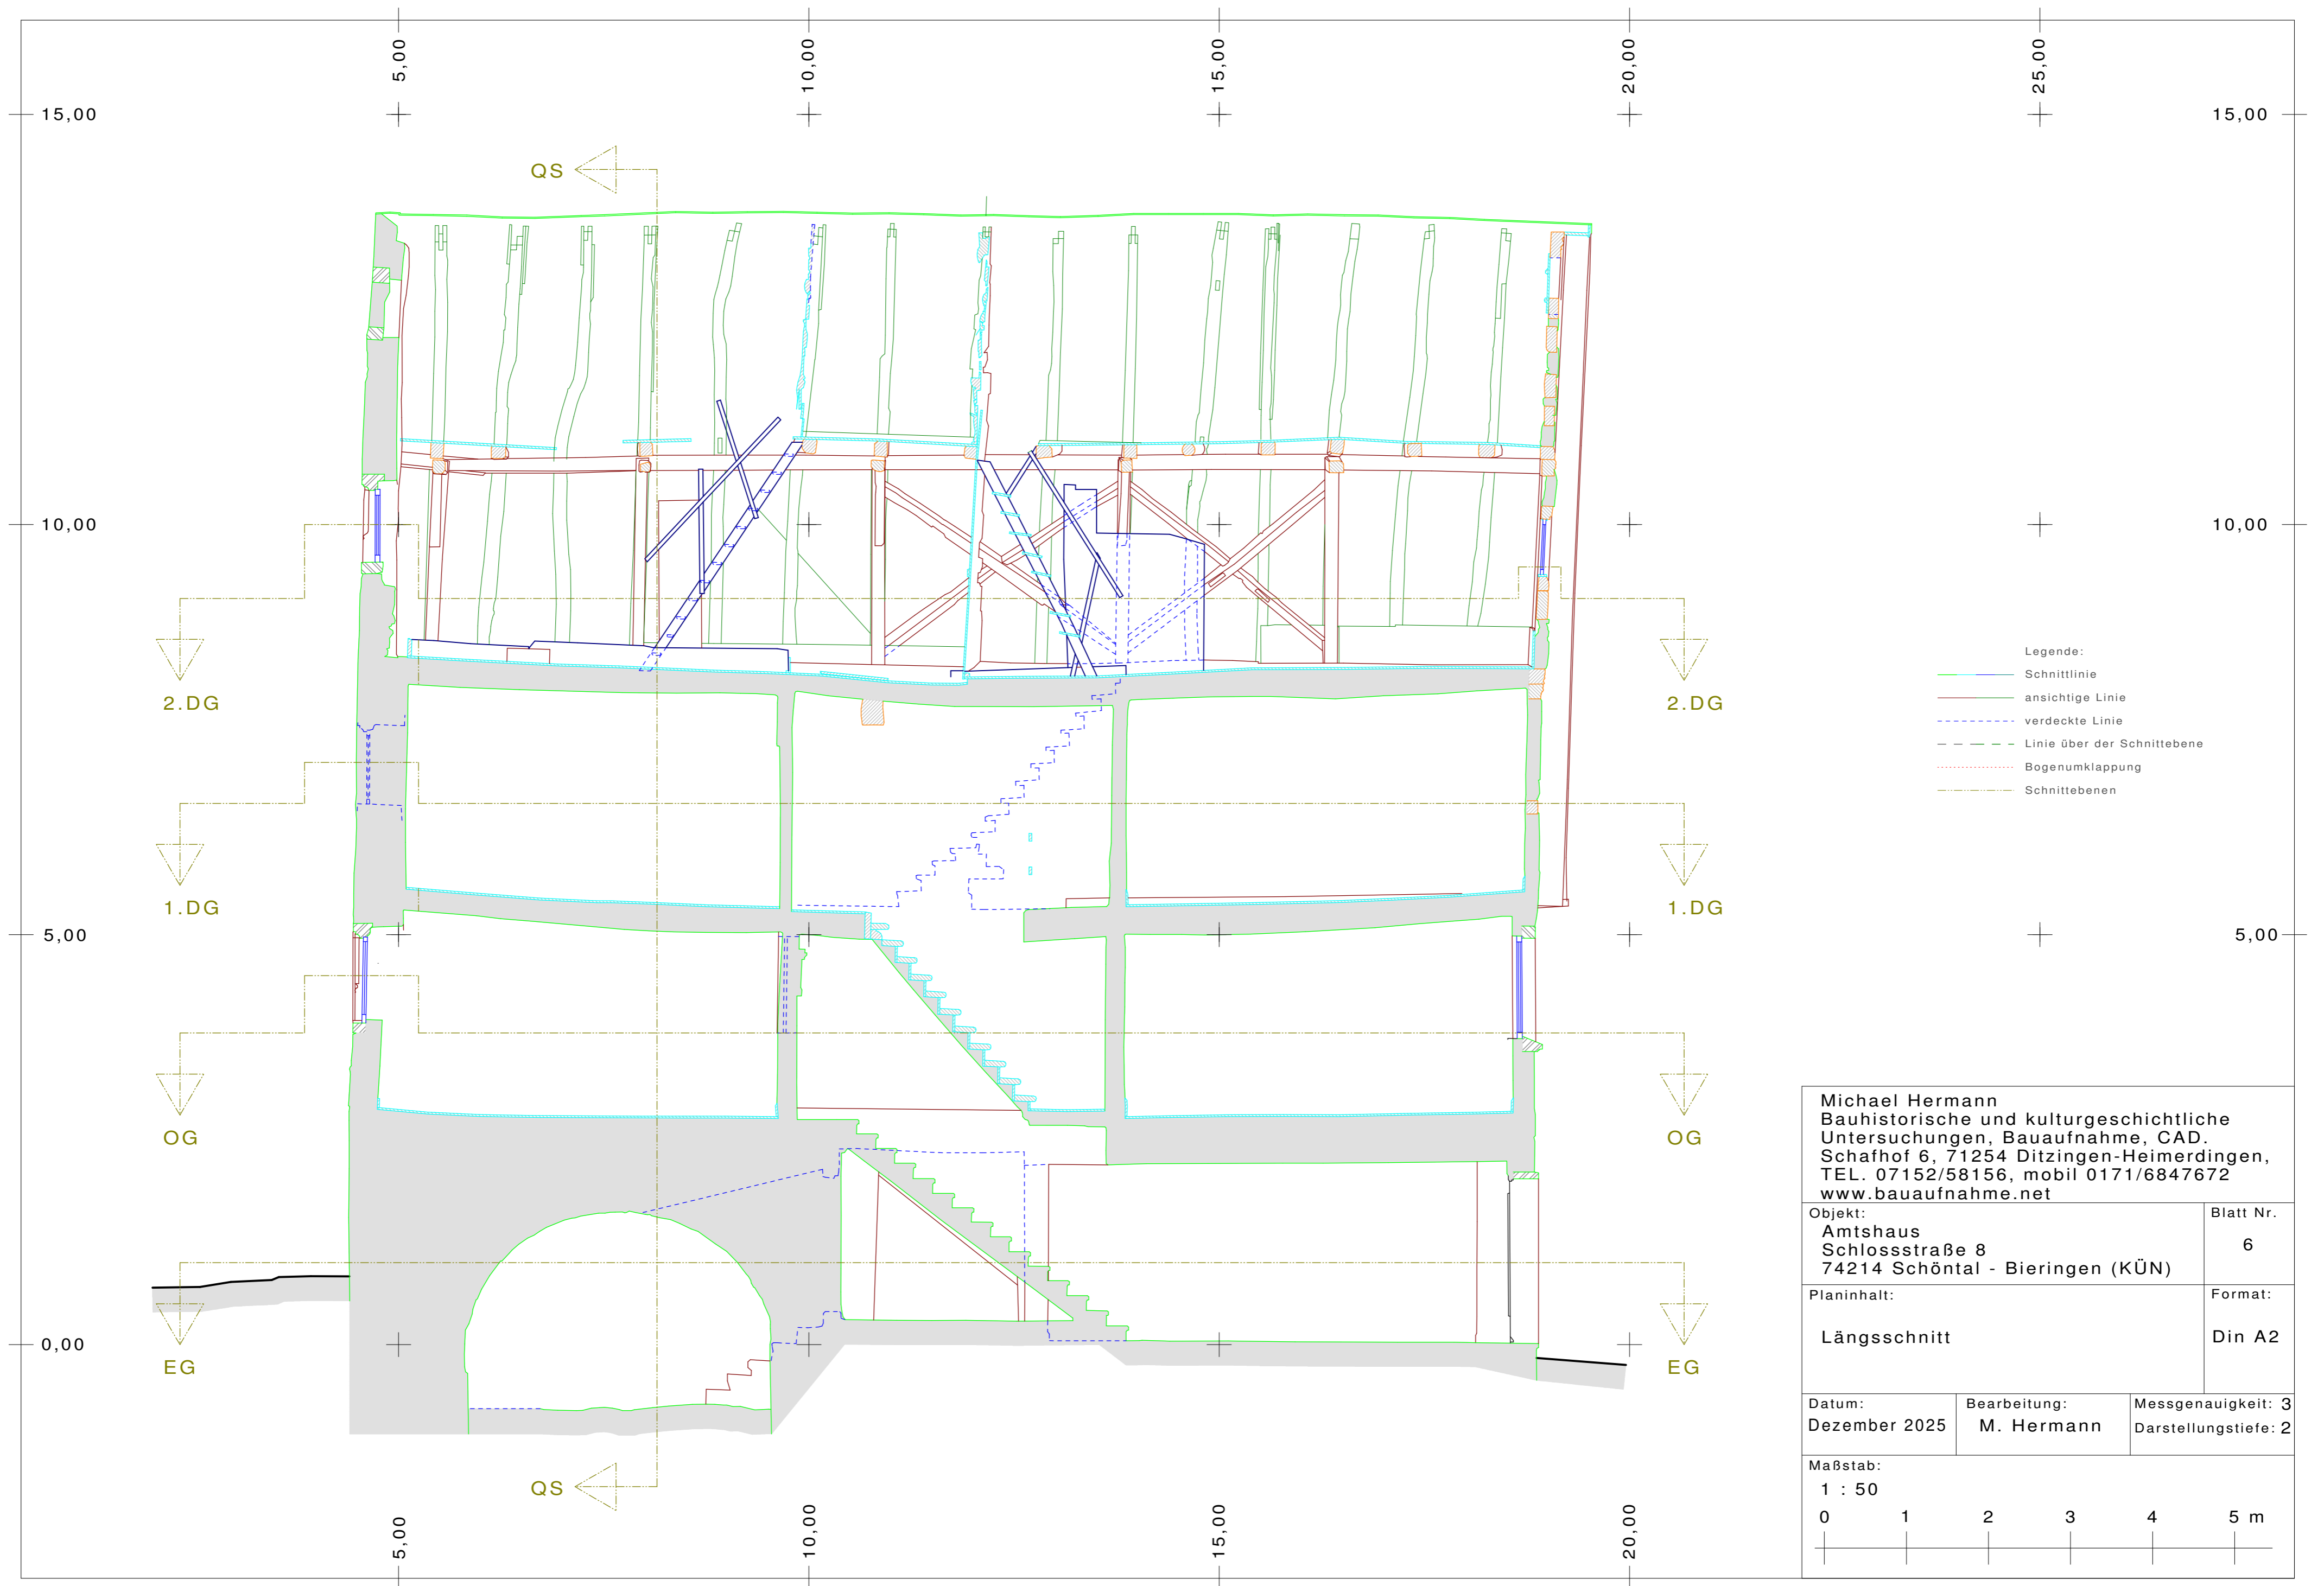 5,00
10,00
15,00
20,00
25,00
15,00
15,00
QS
10,00
10,00
2.DG
2.DG
Legende:
Schnittlinie
ansichtige Linie
verdeckte Linie
Linie über der Schnittebene
Bogenumklappung
Schnittebenen
1.DG
1.DG
5,00
5,00
OG
OG
0,00
EG
EG
QS
5,00
10,00
15,00
20,00
Michael Hermann
Bauhistorische und kulturgeschichtliche
Untersuchungen, Bauaufnahme, CAD.
Schafhof 6, 71254 Ditzingen-Heimerdingen,
TEL. 07152/58156, mobil 0171/6847672
www.bauaufnahme.net
Objekt:
Amtshaus
Schlossstraße 8
74214 Schöntal - Bieringen (KÜN)
Blatt Nr.
6
Planinhalt:
Längsschnitt
Format:
Din A2
Datum:
Dezember 2025
Bearbeitung:
M. Hermann
Messgenauigkeit: 3
Darstellungstiefe: 2
Maßstab:
1 : 50
0 1 2 3 4 5 m